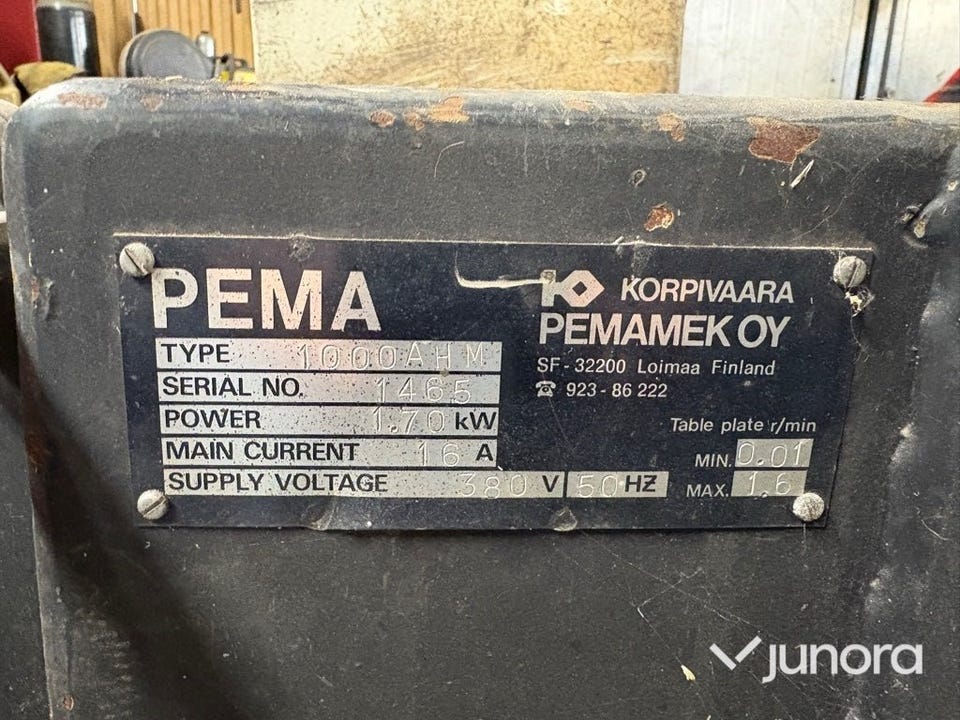 PEMA
TYPE 1000AHM
SERIAL NO. 1465
POWER 1.70 kW
MAIN CURRENT 16 A
SUPPLY VOLTAGE 380 V 50 HZ
KORPIVAARA
PEMAMEK OY
SF-32200 Loimaa Finland
☎ 923-86 222
Table plate r/min
MIN. 0.01
MAX. 1.6
junora